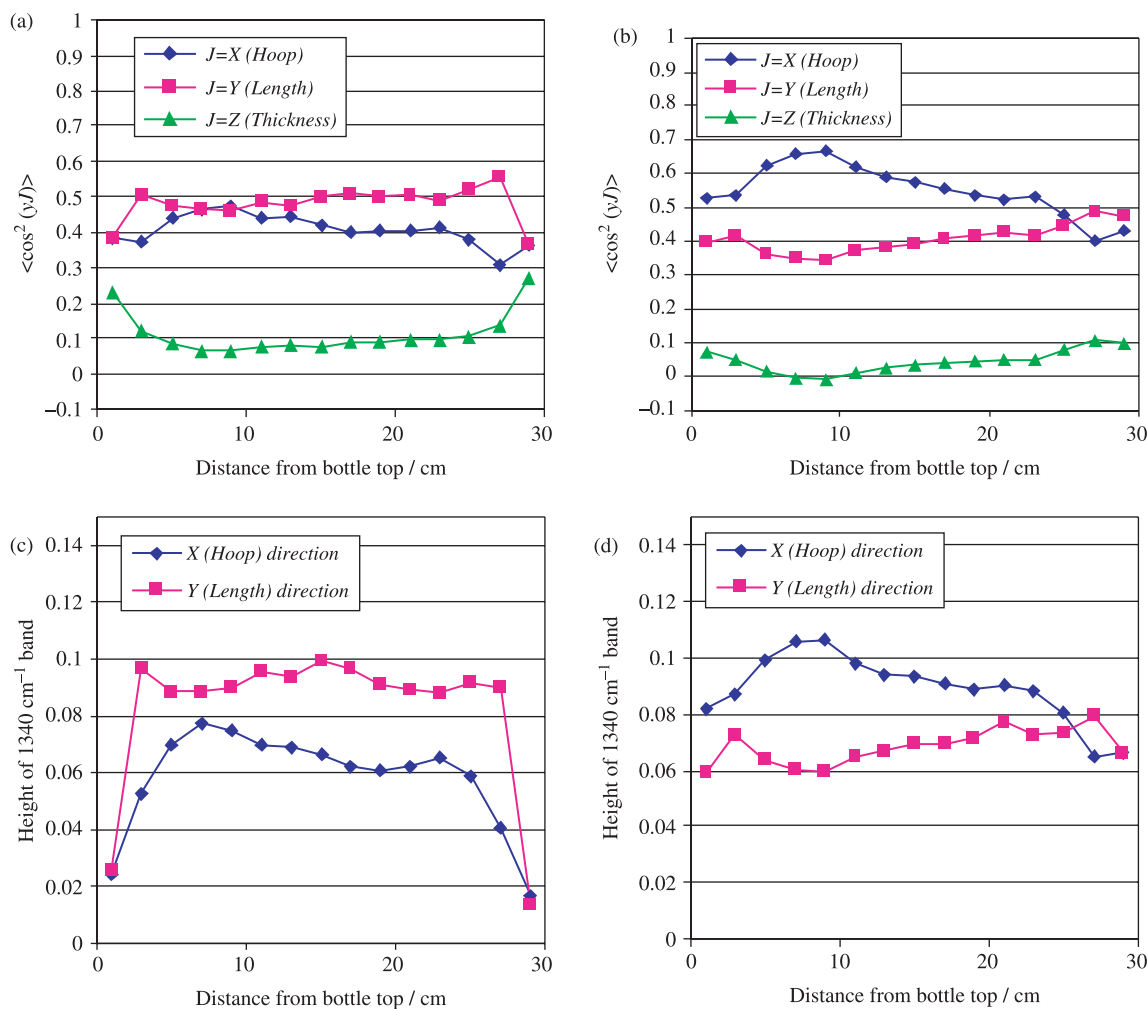 (a)
1
0.9
0.8
0.7
0.6
0.5
0.4
0.3
0.2
0.1
0
–0.1
<cos² (yJ)>
J=X (Hoop)
J=Y (Length)
J=Z (Thickness)
0
10
20
30
Distance from bottle top / cm
(b)
1
0.9
0.8
0.7
0.6
0.5
0.4
0.3
0.2
0.1
0
–0.1
<cos² (yJ)>
J=X (Hoop)
J=Y (Length)
J=Z (Thickness)
0
10
20
30
Distance from bottle top / cm
(c)
0.14
0.12
0.1
0.08
0.06
0.04
0.02
0
Height of 1340 cm⁻¹ band
X (Hoop) direction
Y (Length) direction
0
10
20
30
Distance from bottle top / cm
(d)
0.14
0.12
0.1
0.08
0.06
0.04
0.02
0
Height of 1340 cm⁻¹ band
X (Hoop) direction
Y (Length) direction
0
10
20
30
Distance from bottle top / cm